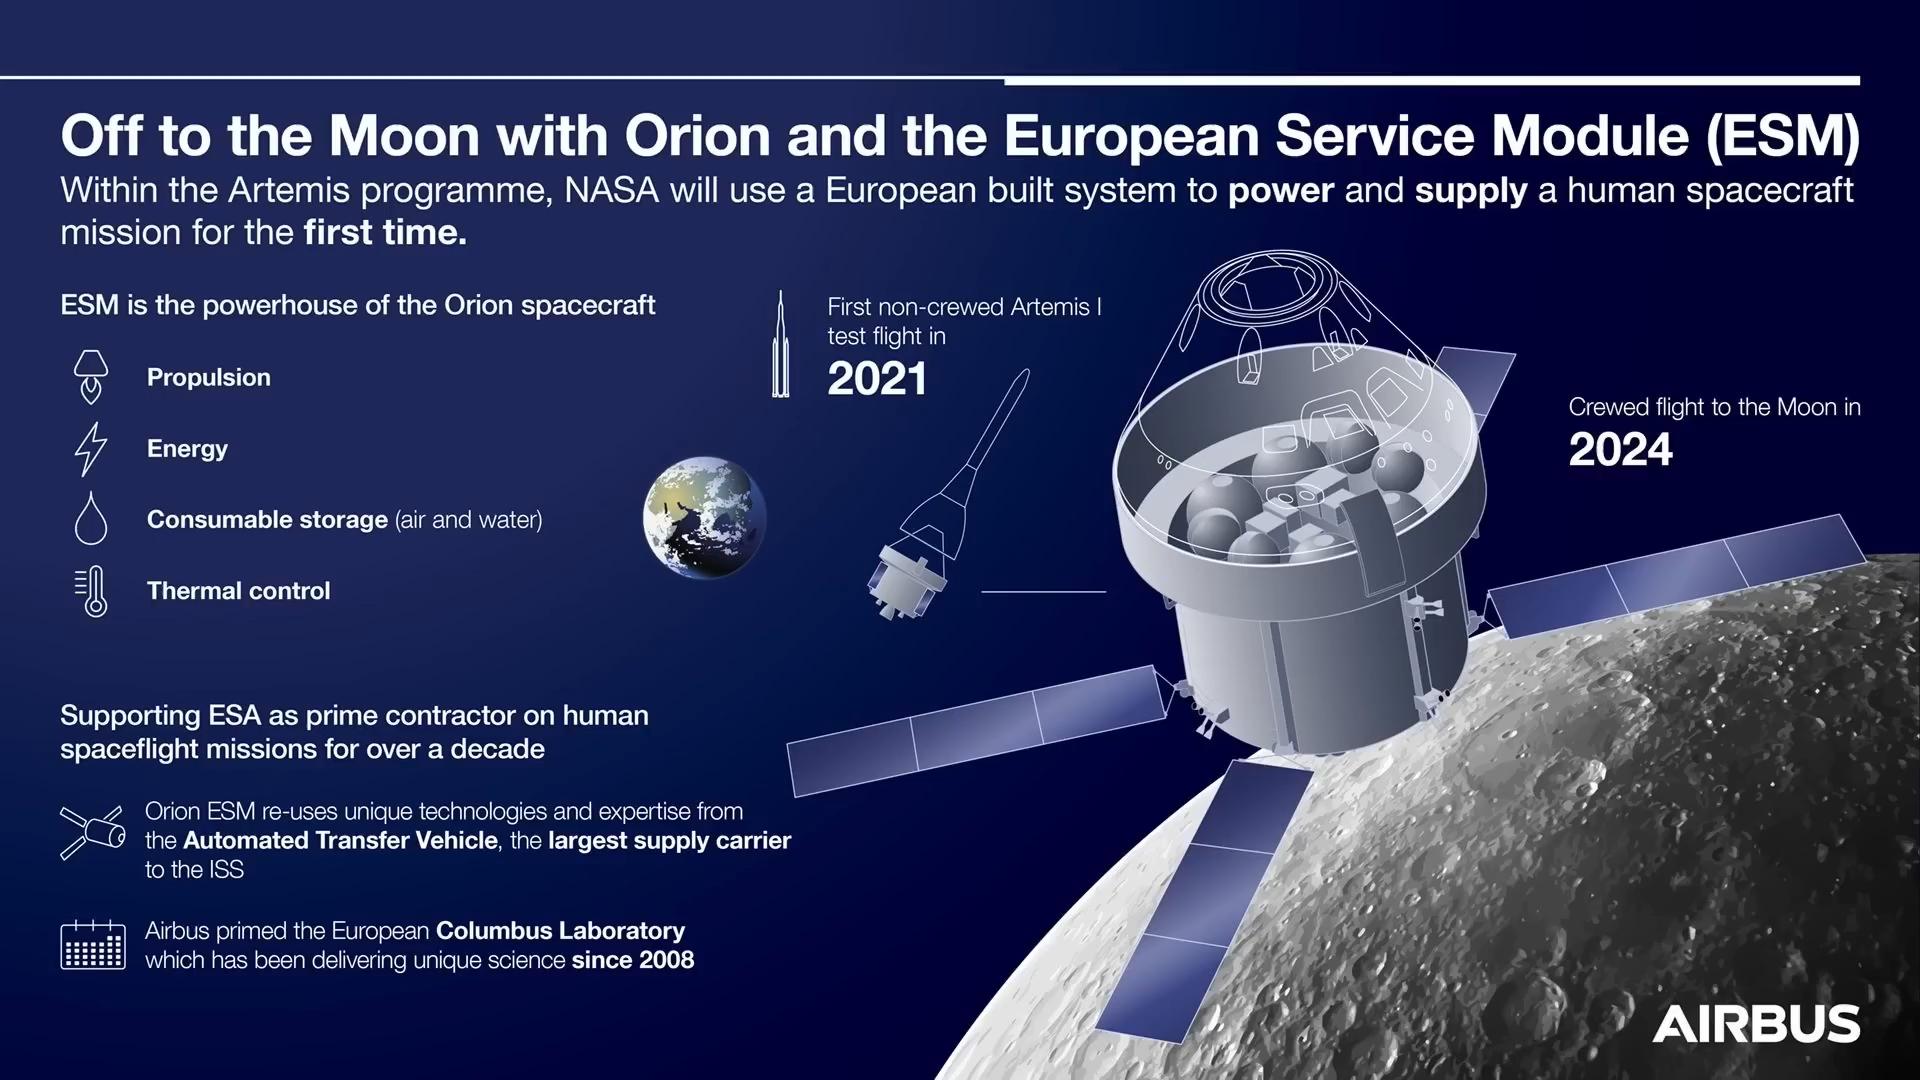 Off to the Moon with Orion and the European Service Module (ESM)
Within the Artemis programme, NASA will use a European built system to power and supply a human spacecraft
mission for the first time.
ESM is the powerhouse of the Orion spacecraft
Propulsion
Energy
Consumable storage (air and water)
Thermal control
First non-crewed Artemis I
test flight in
2021
Crewed flight to the Moon in
2024
Supporting ESA as prime contractor on human
spaceflight missions for over a decade
Orion ESM re-uses unique technologies and expertise from
the Automated Transfer Vehicle, the largest supply carrier
to the ISS
Airbus primed the European Columbus Laboratory
which has been delivering unique science since 2008
AIRBUS